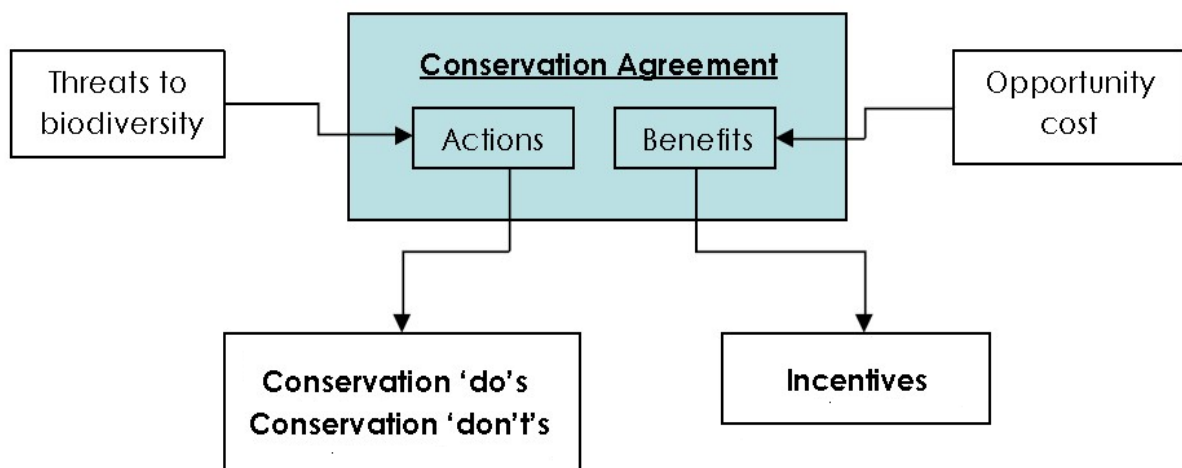 Conservation Agreement
Threats to
biodiversity
Actions
Benefits
Opportunity
cost
Conservation ‘do’s
Conservation ‘don’t’s
Incentives